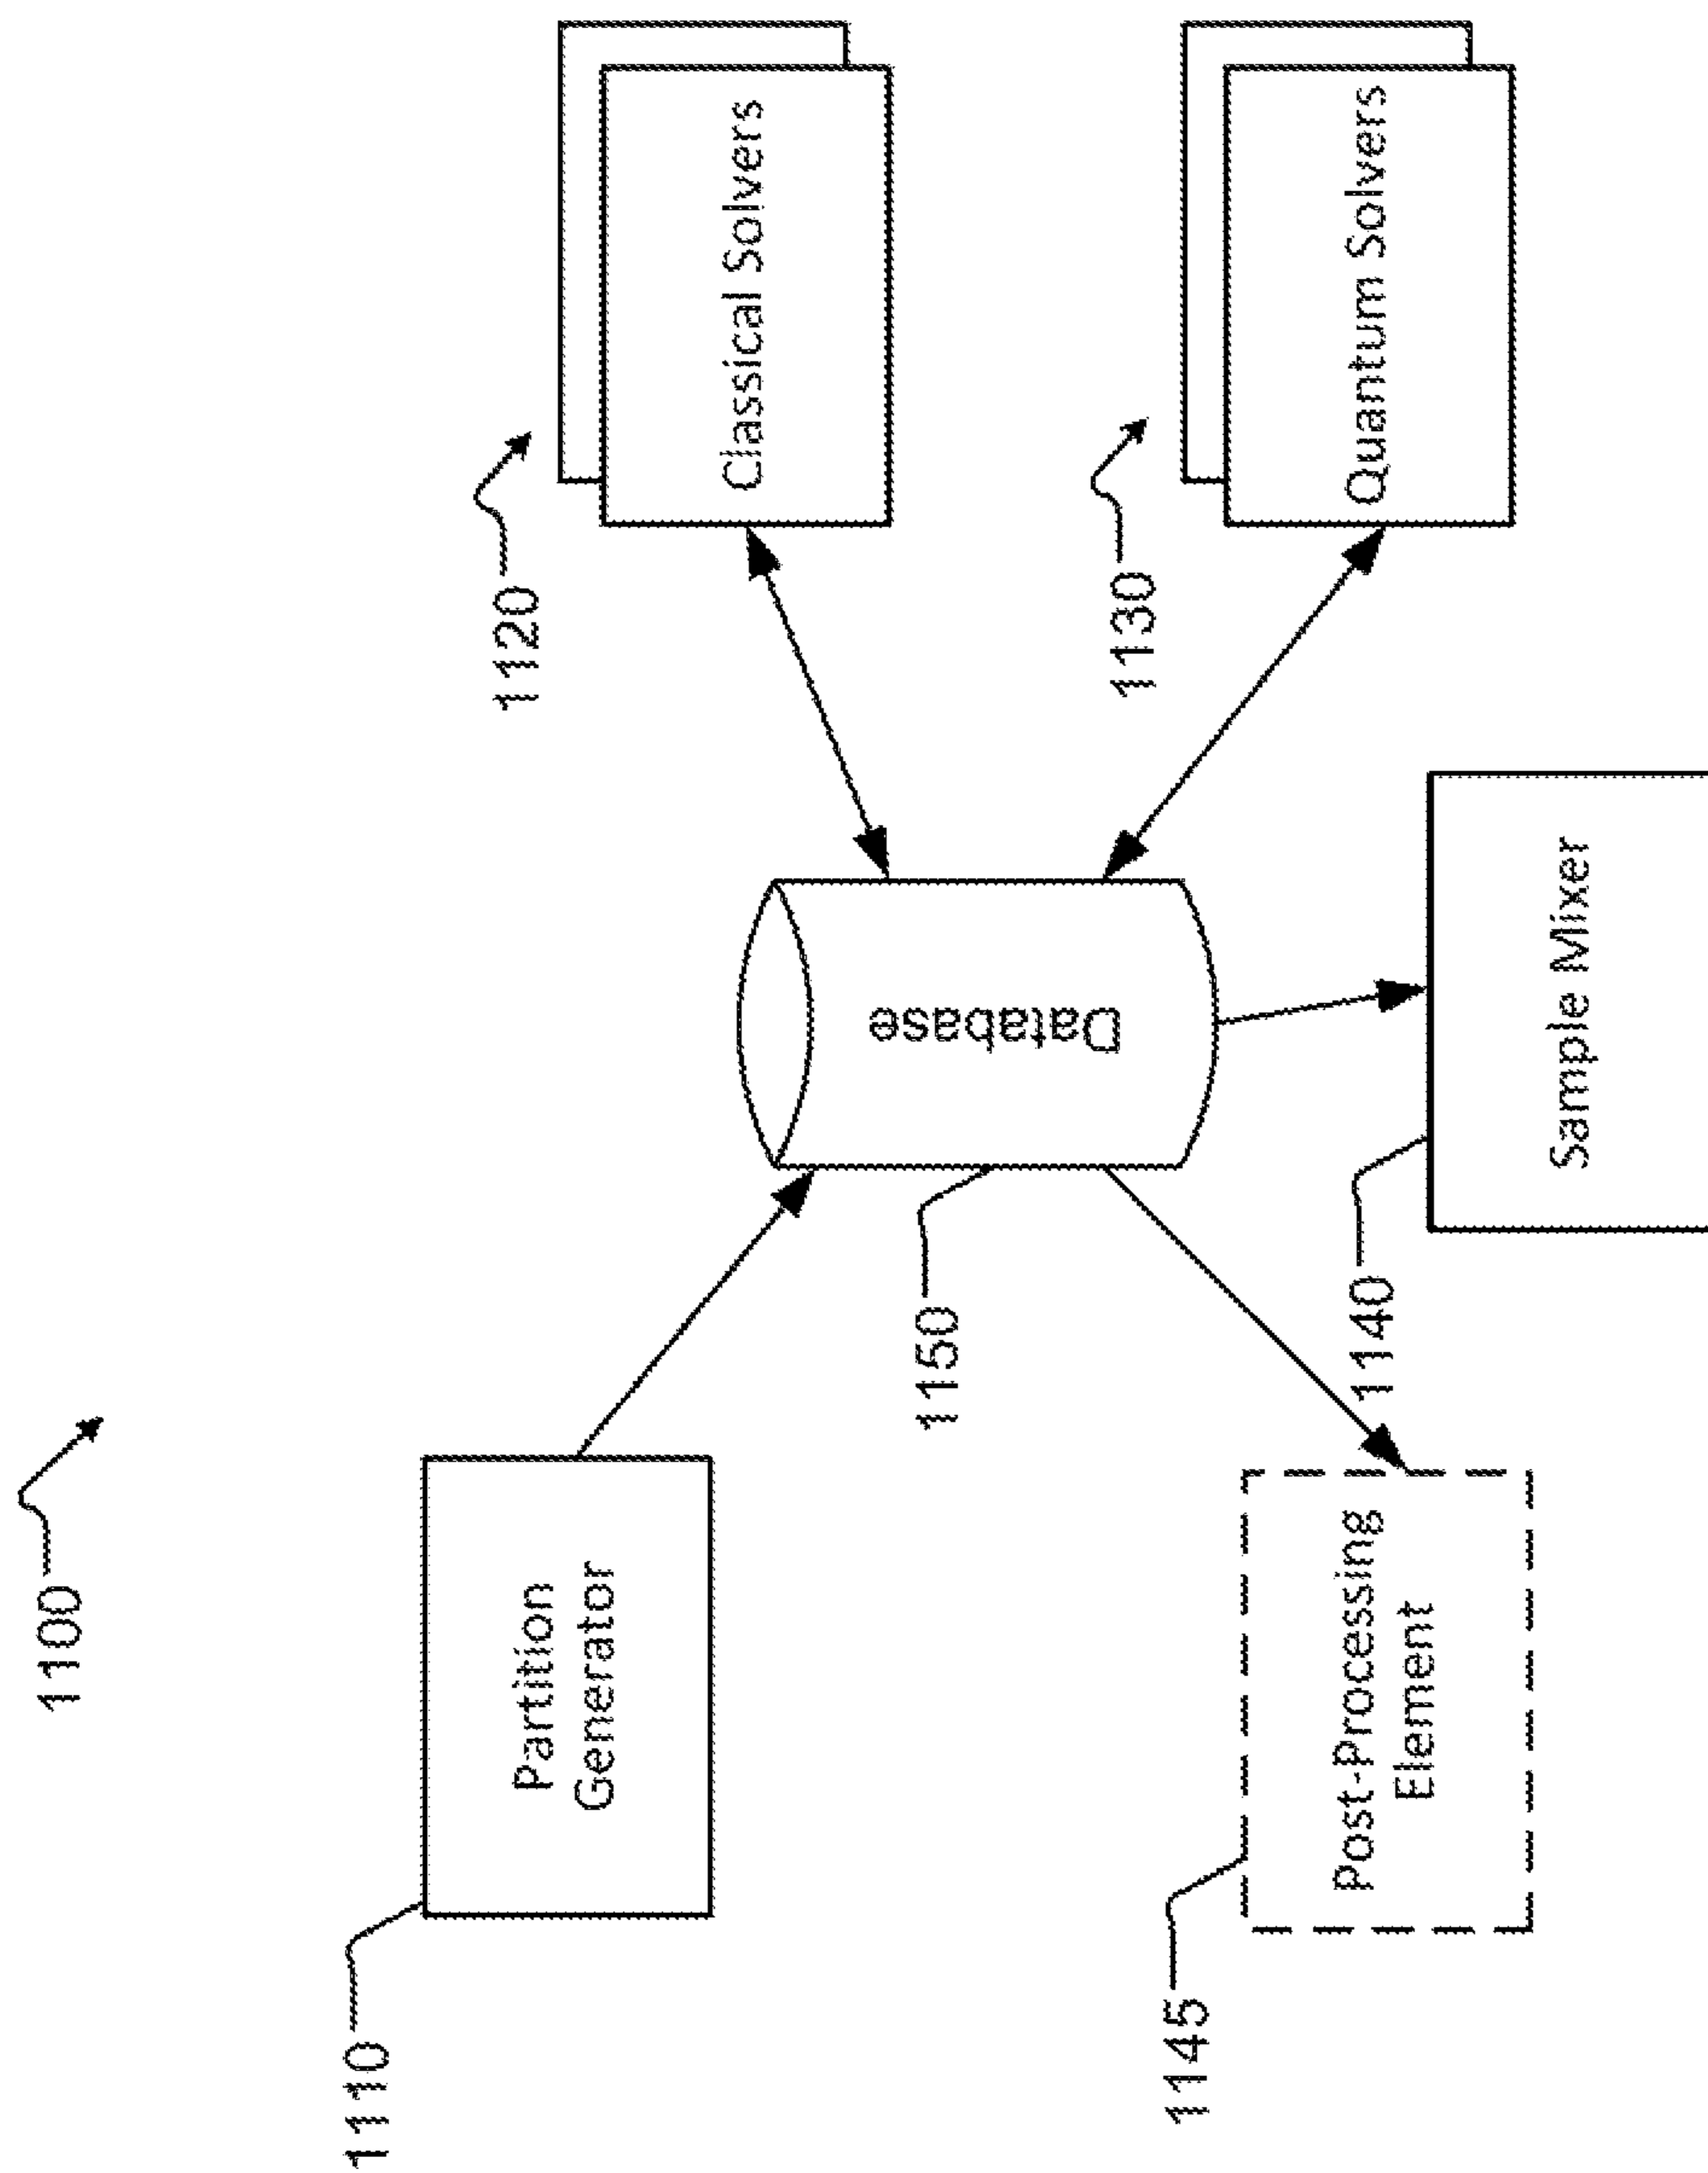 1100
1110
Partition
Generator
1120
Classical Solvers
1150
Database
1130
Quantum Solvers
1145
Post-Processing
Element
1140
Sample Mixer